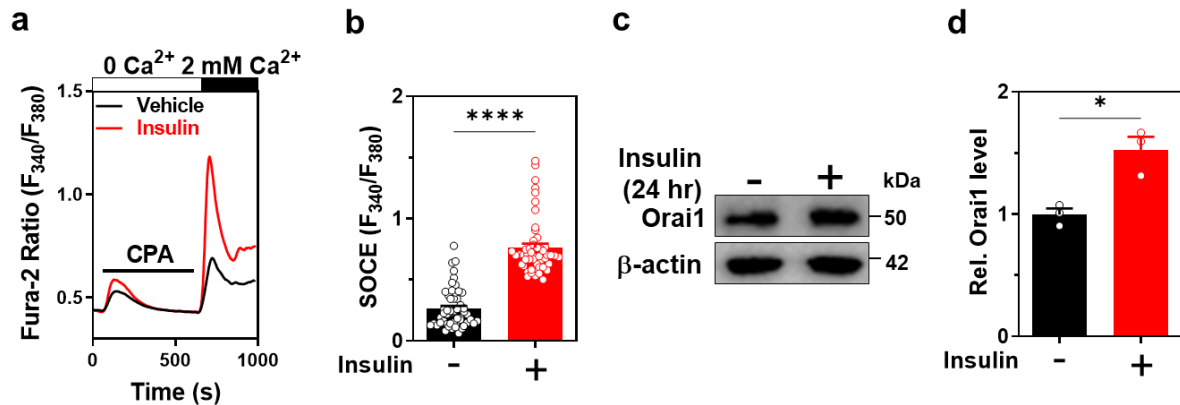 a
0 Ca²⁺ 2 mM Ca²⁺
Fura-2 Ratio (F₃₄₀/F₃₈₀)
1.5
1.0
0.5
Vehicle
Insulin
CPA
0 500 1000
Time (s)
b
SOCE (F₃₄₀/F₃₈₀)
2
1
0
****
Insulin - +
c
Insulin
(24 hr) - + kDa
Orai1 50
β-actin 42
d
Rel. Orai1 level
2
1
0
*
Insulin - +